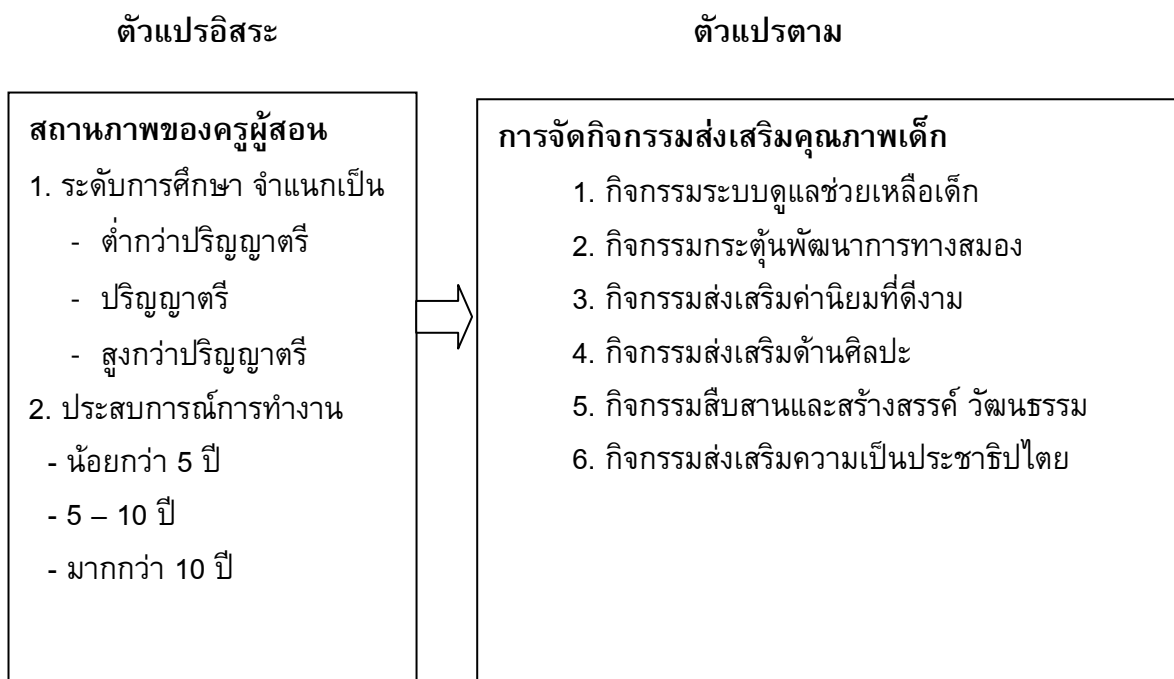 ตัวแปรอิสระ
ตัวแปรตาม
สถานภาพของครูผู้สอน
1. ระดับการศึกษา จำแนกเป็น
- ต่ำกว่าปริญญาตรี
- ปริญญาตรี
- สูงกว่าปริญญาตรี
2. ประสบการณ์การทำงาน
- น้อยกว่า 5 ปี
- 5 – 10 ปี
- มากกว่า 10 ปี
การจัดกิจกรรมส่งเสริมคุณภาพเด็ก
1. กิจกรรมระบบดูแลช่วยเหลือเด็ก
2. กิจกรรมกระตุ้นพัฒนาการทางสมอง
3. กิจกรรมส่งเสริมค่านิยมที่ดีงาม
4. กิจกรรมส่งเสริมด้านศิลปะ
5. กิจกรรมสืบสานและสร้างสรรค์ วัฒนธรรม
6. กิจกรรมส่งเสริมความเป็นประชาธิปไตย